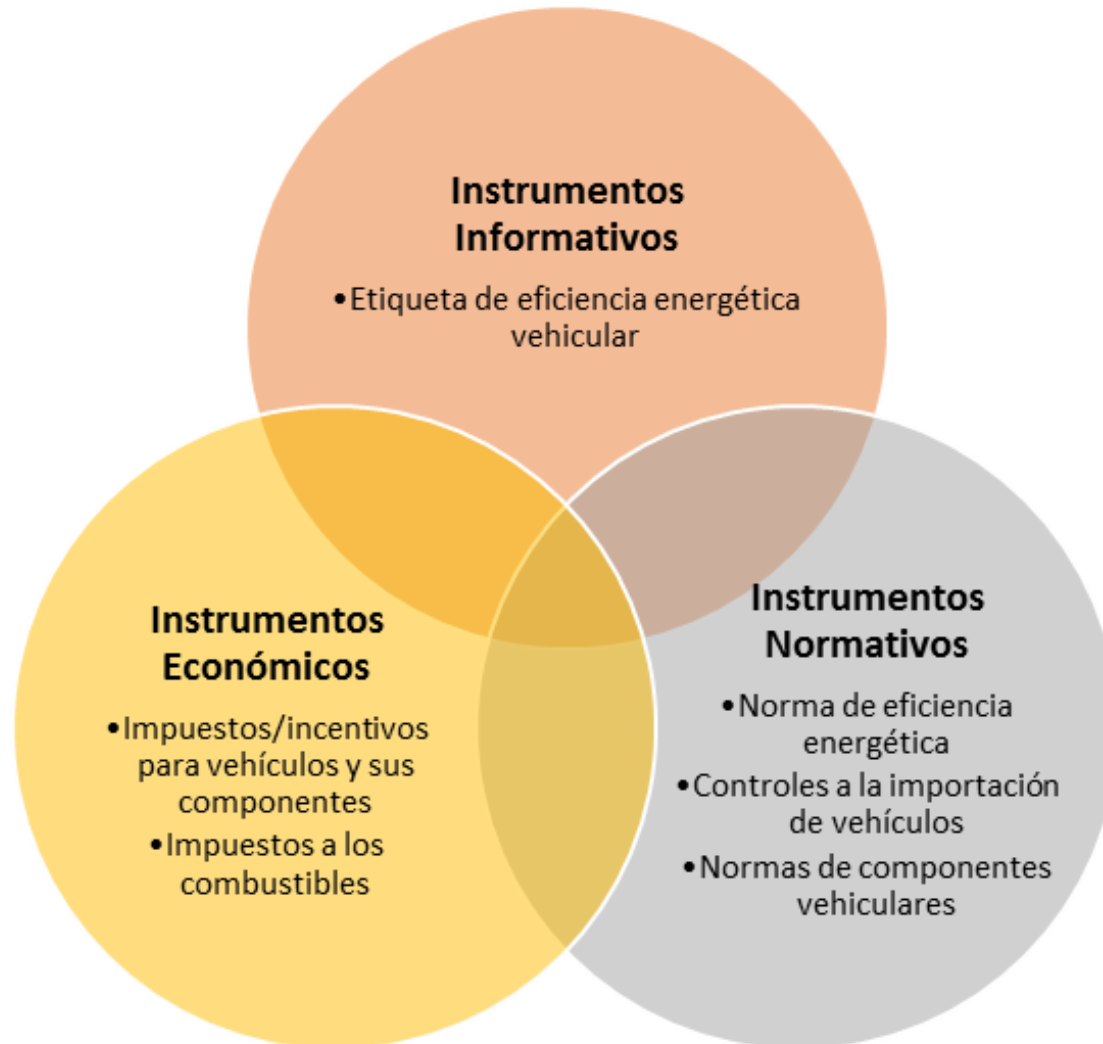 Instrumentos
Informativos
•Etiqueta de eficiencia energética
vehicular
Instrumentos
Económicos
•Impuestos/incentivos
para vehículos y sus
componentes
•Impuestos a los
combustibles
Instrumentos
Normativos
•Norma de eficiencia
energética
•Controles a la importación
de vehículos
•Normas de componentes
vehiculares